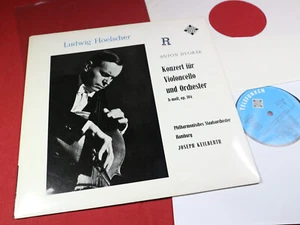 Ludwig Hoelscher
R
ANTON DVOŘÁK
Konzert für
Violoncello
und Orchester
h-moll, op. 104
Philharmonisches Staatsorchester
Hamburg
JOSEPH KEILBERTH
TELEFUNKEN